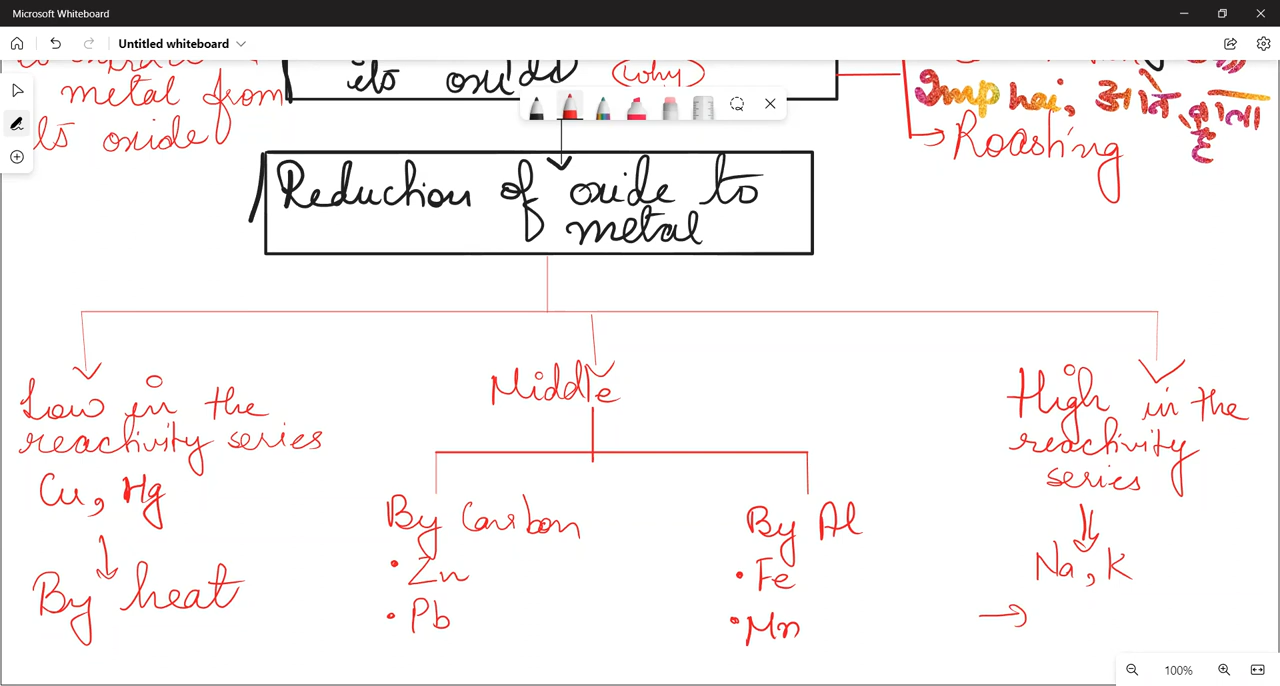 Microsoft Whiteboard
Untitled whiteboard
metal from
its oxide
its oxide (why)
Imp hai,
Roasting
Reduction of oxide to
metal
Low in the
reactivity series
Cu, Hg
By heat
Middle
By Carbon
• Zn
• Pb
By Al
• Fe
• Mn
High in the
reactivity
series
Na, K
100%